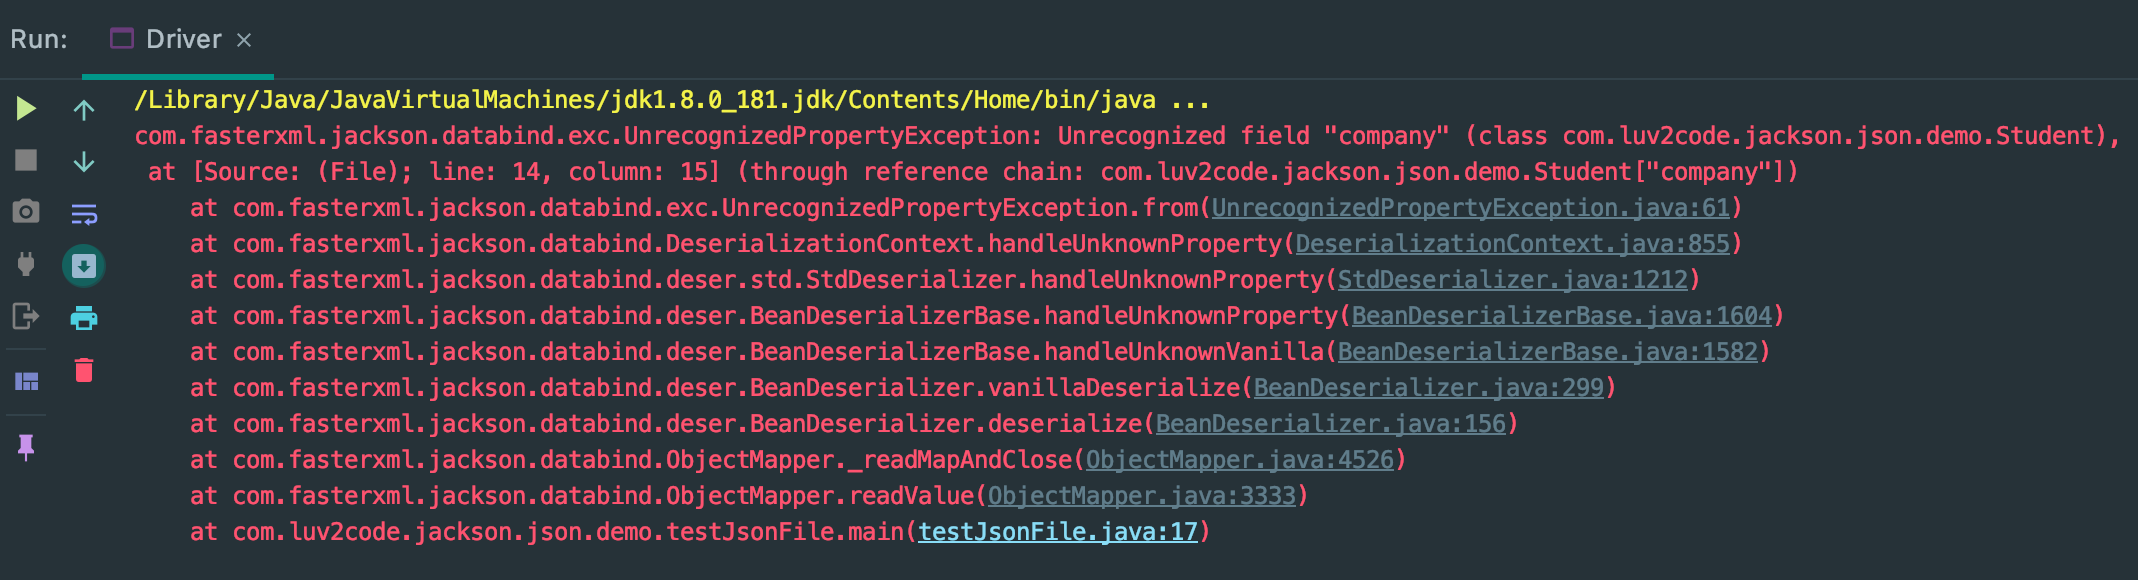 Run: Driver ×
/Library/Java/JavaVirtualMachines/jdk1.8.0_181.jdk/Contents/Home/bin/java ...
com.fasterxml.jackson.databind.exc.UnrecognizedPropertyException: Unrecognized field "company" (class com.luv2code.jackson.json.demo.Student),
 at [Source: (File); line: 14, column: 15] (through reference chain: com.luv2code.jackson.json.demo.Student["company"])
    at com.fasterxml.jackson.databind.exc.UnrecognizedPropertyException.from(UnrecognizedPropertyException.java:61)
    at com.fasterxml.jackson.databind.DeserializationContext.handleUnknownProperty(DeserializationContext.java:855)
    at com.fasterxml.jackson.databind.deser.std.StdDeserializer.handleUnknownProperty(StdDeserializer.java:1212)
    at com.fasterxml.jackson.databind.deser.BeanDeserializerBase.handleUnknownProperty(BeanDeserializerBase.java:1604)
    at com.fasterxml.jackson.databind.deser.BeanDeserializerBase.handleUnknownVanilla(BeanDeserializerBase.java:1582)
    at com.fasterxml.jackson.databind.deser.BeanDeserializer.vanillaDeserialize(BeanDeserializer.java:299)
    at com.fasterxml.jackson.databind.deser.BeanDeserializer.deserialize(BeanDeserializer.java:156)
    at com.fasterxml.jackson.databind.ObjectMapper._readMapAndClose(ObjectMapper.java:4526)
    at com.fasterxml.jackson.databind.ObjectMapper.readValue(ObjectMapper.java:3333)
    at com.luv2code.jackson.json.demo.testJsonFile.main(testJsonFile.java:17)